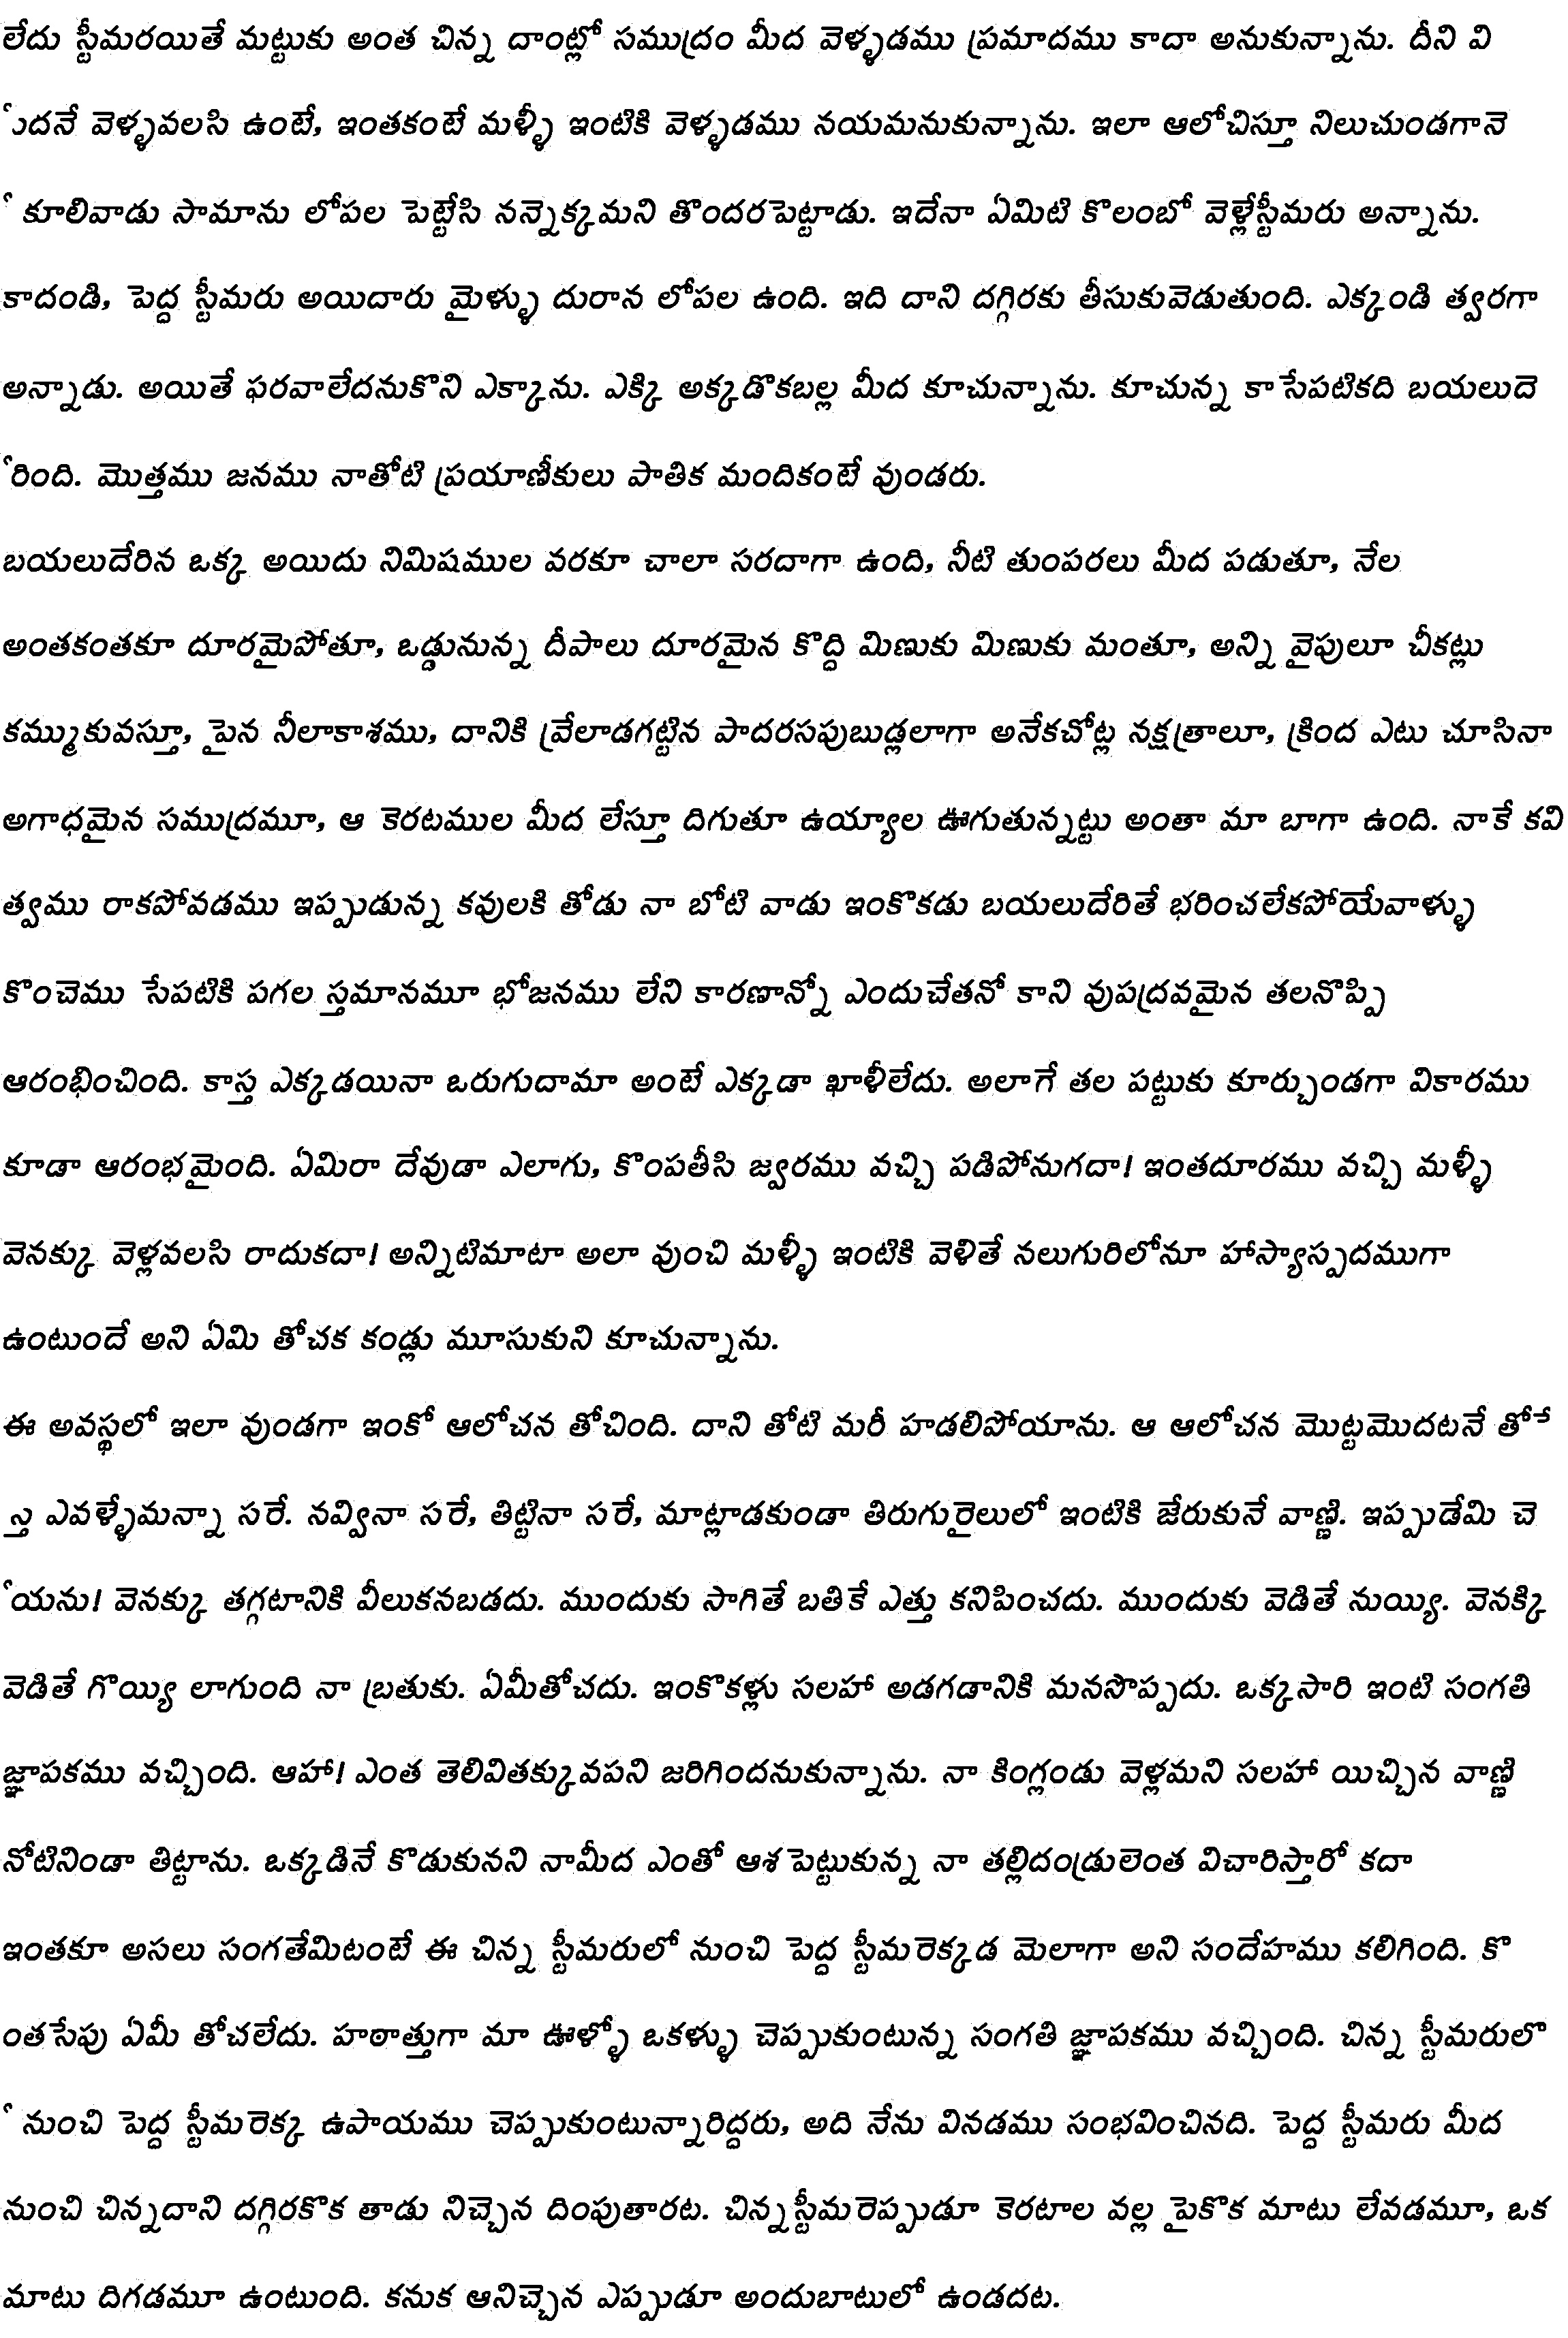 లేదు స్టీమరయితే మట్టుకు అంత చిన్న దాంట్లో సముద్రం మీద వెళ్ళడము ప్రమాదము కాదా అనుకున్నాను. దీని వి
ుదనే వెళ్ళవలసి ఉంటే, ఇంతకంటే మళ్ళీ ఇంటికి వెళ్ళడము నయమనుకున్నాను. ఇలా ఆలోచిస్తూ నిలుచుండగానె
ే కూలివాడు సామాను లోపల పెట్టేసి నన్నెక్కమని తొందరపెట్టాడు. ఇదేనా ఏమిటి కొలంబో వెళ్లేస్టీమరు అన్నాను.
కాదండి, పెద్ద స్టీమరు అయిదారు మైళ్ళు దురాన లోపల ఉంది. ఇది దాని దగ్గిరకు తీసుకువెడుతుంది. ఎక్కండి త్వరగా
అన్నాడు. అయితే ఫరవాలేదనుకొని ఎక్కాను. ఎక్కి అక్కడొకబల్ల మీద కూచున్నాను. కూచున్న కాసేపటికది బయలుదె
ేరింది. మొత్తము జనము నాతోటి ప్రయాణీకులు పాతిక మందికంటే వుండరు.
బయలుదేరిన ఒక్క అయిదు నిమిషముల వరకూ చాలా సరదాగా ఉంది, నీటి తుంపరలు మీద పడుతూ, నేల
అంతకంతకూ దూరమైపోతూ, ఒడ్డునున్న దీపాలు దూరమైన కొద్ది మిణుకు మిణుకు మంతూ, అన్ని వైపులూ చీకట్లు
కమ్ముకువస్తూ, పైన నీలాకాశము, దానికి వ్రేలాడగట్టిన పాదరసపుబుడ్లలాగా అనేకచోట్ల నక్షత్రాలూ, క్రింద ఎటు చూసినా
అగాధమైన సముద్రమూ, ఆ కెరటముల మీద లేస్తూ దిగుతూ ఉయ్యాల ఊగుతున్నట్టు అంతా మా బాగా ఉంది. నాకే కవి
త్వము రాకపోవడము ఇప్పుడున్న కవులకి తోడు నా బోటి వాడు ఇంకొకడు బయలుదేరితే భరించలేకపోయేవాళ్ళు
కొంచెము సేపటికి పగల స్తమానమూ భోజనము లేని కారణాన్నో ఎందుచేతనో కాని వుపద్రవమైన తలనొప్పి
ఆరంభించింది. కాస్త ఎక్కడయినా ఒరుగుదామా అంటే ఎక్కడా ఖాళీలేదు. అలాగే తల పట్టుకు కూర్చుండగా వికారము
కూడా ఆరంభమైంది. ఏమిరా దేవుడా ఎలాగు, కొంపతీసి జ్వరము వచ్చి పడిపోనుగదా! ఇంతదూరము వచ్చి మళ్ళీ
వెనక్కు వెళ్లవలసి రాదుకదా! అన్నిటిమాటా అలా వుంచి మళ్ళీ ఇంటికి వెళితే నలుగురిలోనూ హాస్యాస్పదముగా
ఉంటుందే అని ఏమి తోచక కండ్లు మూసుకుని కూచున్నాను.
ఈ అవస్థలో ఇలా వుండగా ఇంకో ఆలోచన తోచింది. దాని తోటి మరీ హడలిపోయాను. ఆ ఆలోచన మొట్టమొదటనే తోే
స్తె ఎవళ్ళేమన్నా సరే. నవ్వినా సరే, తిట్టినా సరే, మాట్లాడకుండా తిరుగురైలులో ఇంటికి జేరుకునే వాణ్ణి. ఇప్పుడేమి చె
ేయను! వెనక్కు తగ్గటానికి వీలుకనబడదు. ముందుకు సాగితే బతికే ఎత్తు కనిపించదు. ముందుకు వెడితే నుయ్యి. వెనక్కి
వెడితే గొయ్యి లాగుంది నా బ్రతుకు. ఏమీతోచదు. ఇంకొకళ్లు సలహా అడగడానికి మనసొప్పదు. ఒక్కసారి ఇంటి సంగతి
జ్ఞాపకము వచ్చింది. ఆహా! ఎంత తెలివితక్కువపని జరిగిందనుకున్నాను. నా కింగ్లండు వెళ్లమని సలహా యిచ్చిన వాణ్ణి
నోటినిండా తిట్టాను. ఒక్కడినే కొడుకునని నామీద ఎంతో ఆశపెట్టుకున్న నా తల్లిదండ్రులెంత విచారిస్తారో కదా
ఇంతకూ అసలు సంగతేమిటంటే ఈ చిన్న స్టీమరులో నుంచి పెద్ద స్టీమరెక్కడ మెలాగా అని సందేహము కలిగింది. కొ
ంతసేపు ఏమీ తోచలేదు. హఠాత్తుగా మా ఊళ్ళో ఒకళ్ళు చెప్పుకుంటున్న సంగతి జ్ఞాపకము వచ్చింది. చిన్న స్టీమరులొ
ే నుంచి పెద్ద స్టీమరెక్క ఉపాయము చెప్పుకుంటున్నారిద్దరు, అది నేను వినడము సంభవించినది. పెద్ద స్టీమరు మీద
నుంచి చిన్నదాని దగ్గిరకొక తాడు నిచ్చెన దింపుతారట. చిన్నస్టీమరెప్పుడూ కెరటాల వల్ల పైకొక మాటు లేవడమూ, ఒక
మాటు దిగడమూ ఉంటుంది. కనుక ఆనిచ్చెన ఎప్పుడూ అందుబాటులో ఉండదట.